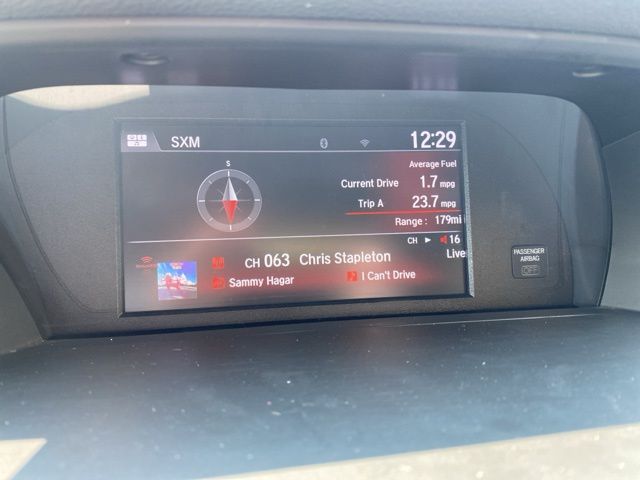 SXM
12:29
Average Fuel
S
Current Drive 1.7 mpg
Trip A 23.7 mpg
Range : 179mi
CH ▶ 16
CH 063 Chris Stapleton Live
Sammy Hagar I Can't Drive
PASSENGER
AIRBAG
OFF